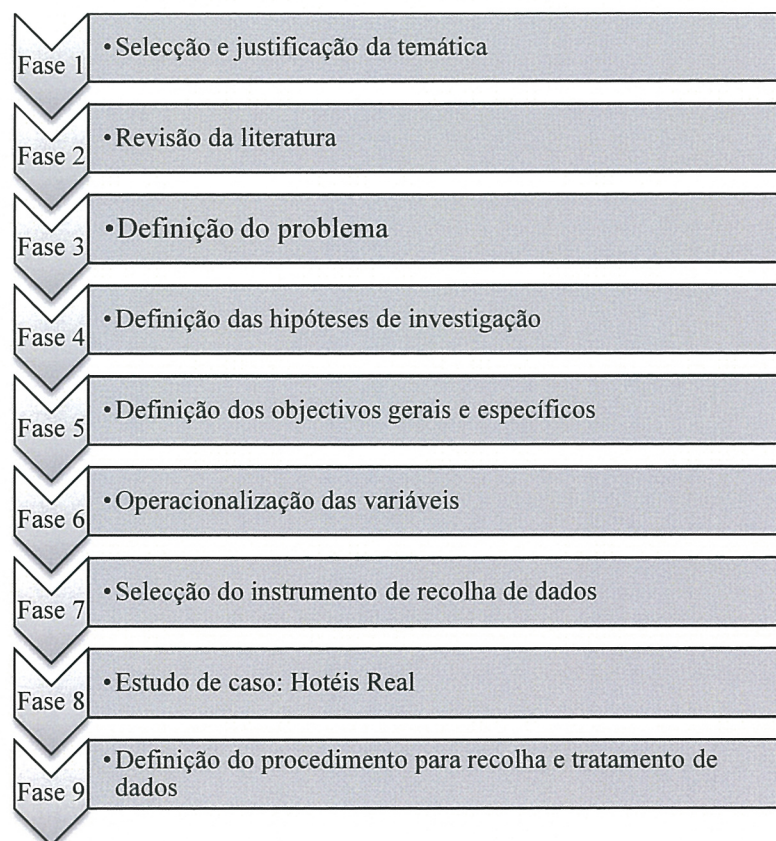 Fase 1
•Selecção e justificação da temática
Fase 2
•Revisão da literatura
Fase 3
•Definição do problema
Fase 4
•Definição das hipóteses de investigação
Fase 5
•Definição dos objectivos gerais e específicos
Fase 6
•Operacionalização das variáveis
Fase 7
•Selecção do instrumento de recolha de dados
Fase 8
•Estudo de caso: Hotéis Real
Fase 9
•Definição do procedimento para recolha e tratamento de
dados